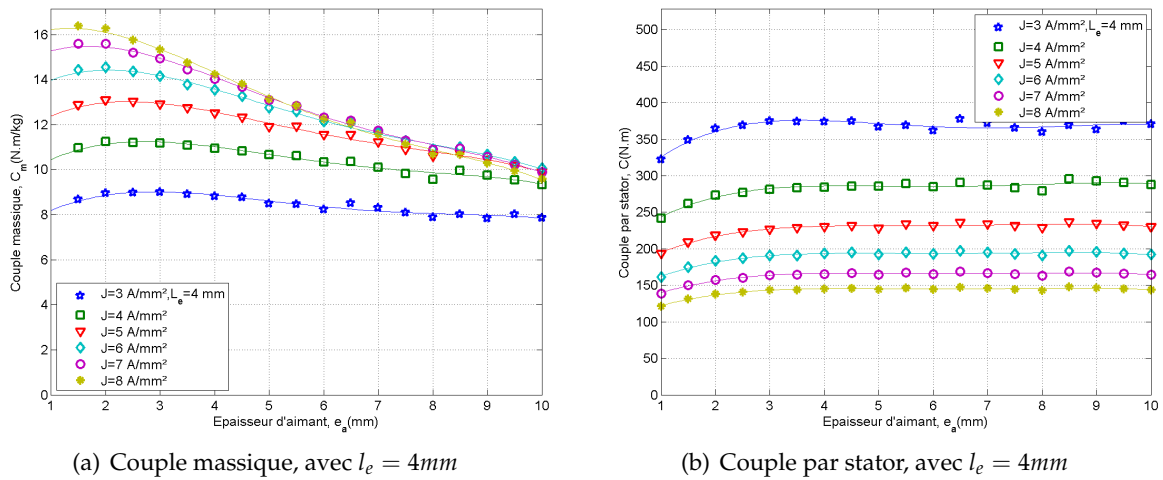 Couple massique, C_m(N.m/kg)
16
14
12
10
8
6
4
2
0
J=3 A/mm²,L_e=4 mm
J=4 A/mm²
J=5 A/mm²
J=6 A/mm²
J=7 A/mm²
J=8 A/mm²
1 2 3 4 5 6 7 8 9 10
Epaisseur d'aimant, e_a(mm)
(a) Couple massique, avec l_e = 4mm
Couple par stator, C(N.m)
500
450
400
350
300
250
200
150
100
50
0
J=3 A/mm²,L_e=4 mm
J=4 A/mm²
J=5 A/mm²
J=6 A/mm²
J=7 A/mm²
J=8 A/mm²
1 2 3 4 5 6 7 8 9 10
Epaisseur d'aimant, e_a(mm)
(b) Couple par stator, avec l_e = 4mm